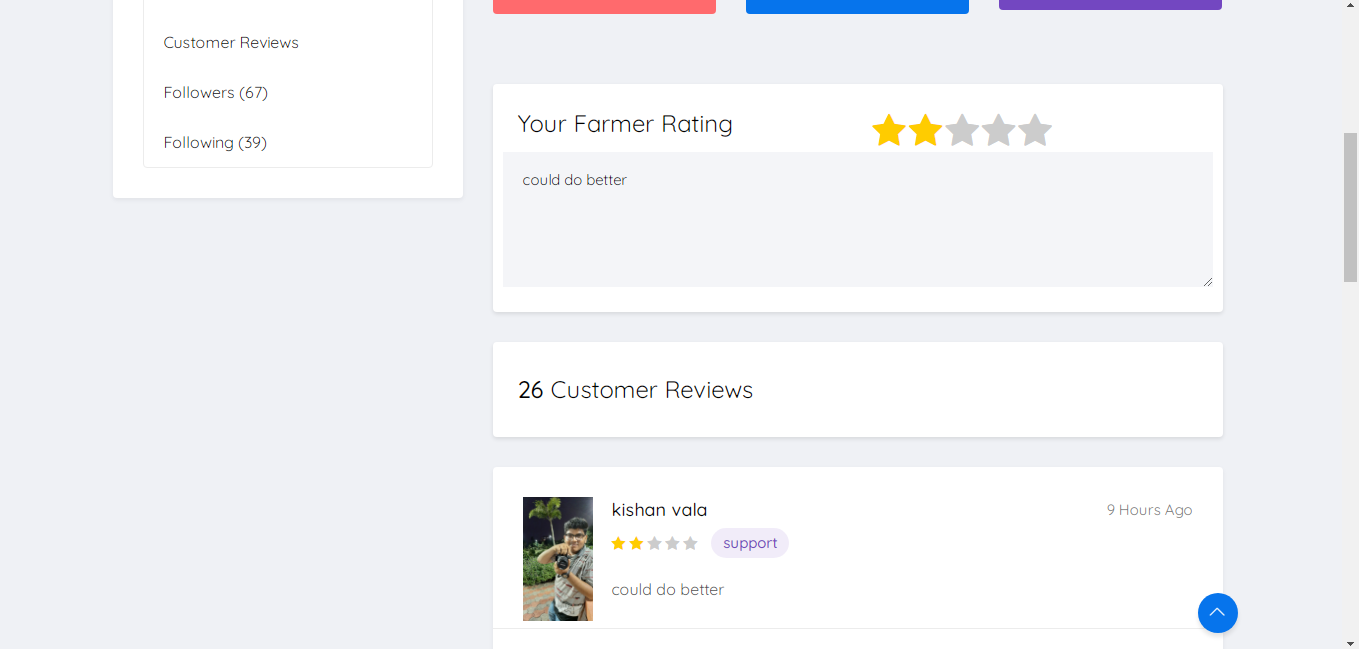 Customer Reviews
Followers (67)
Following (39)
Your Farmer Rating
could do better
26 Customer Reviews
kishan vala
9 Hours Ago
support
could do better